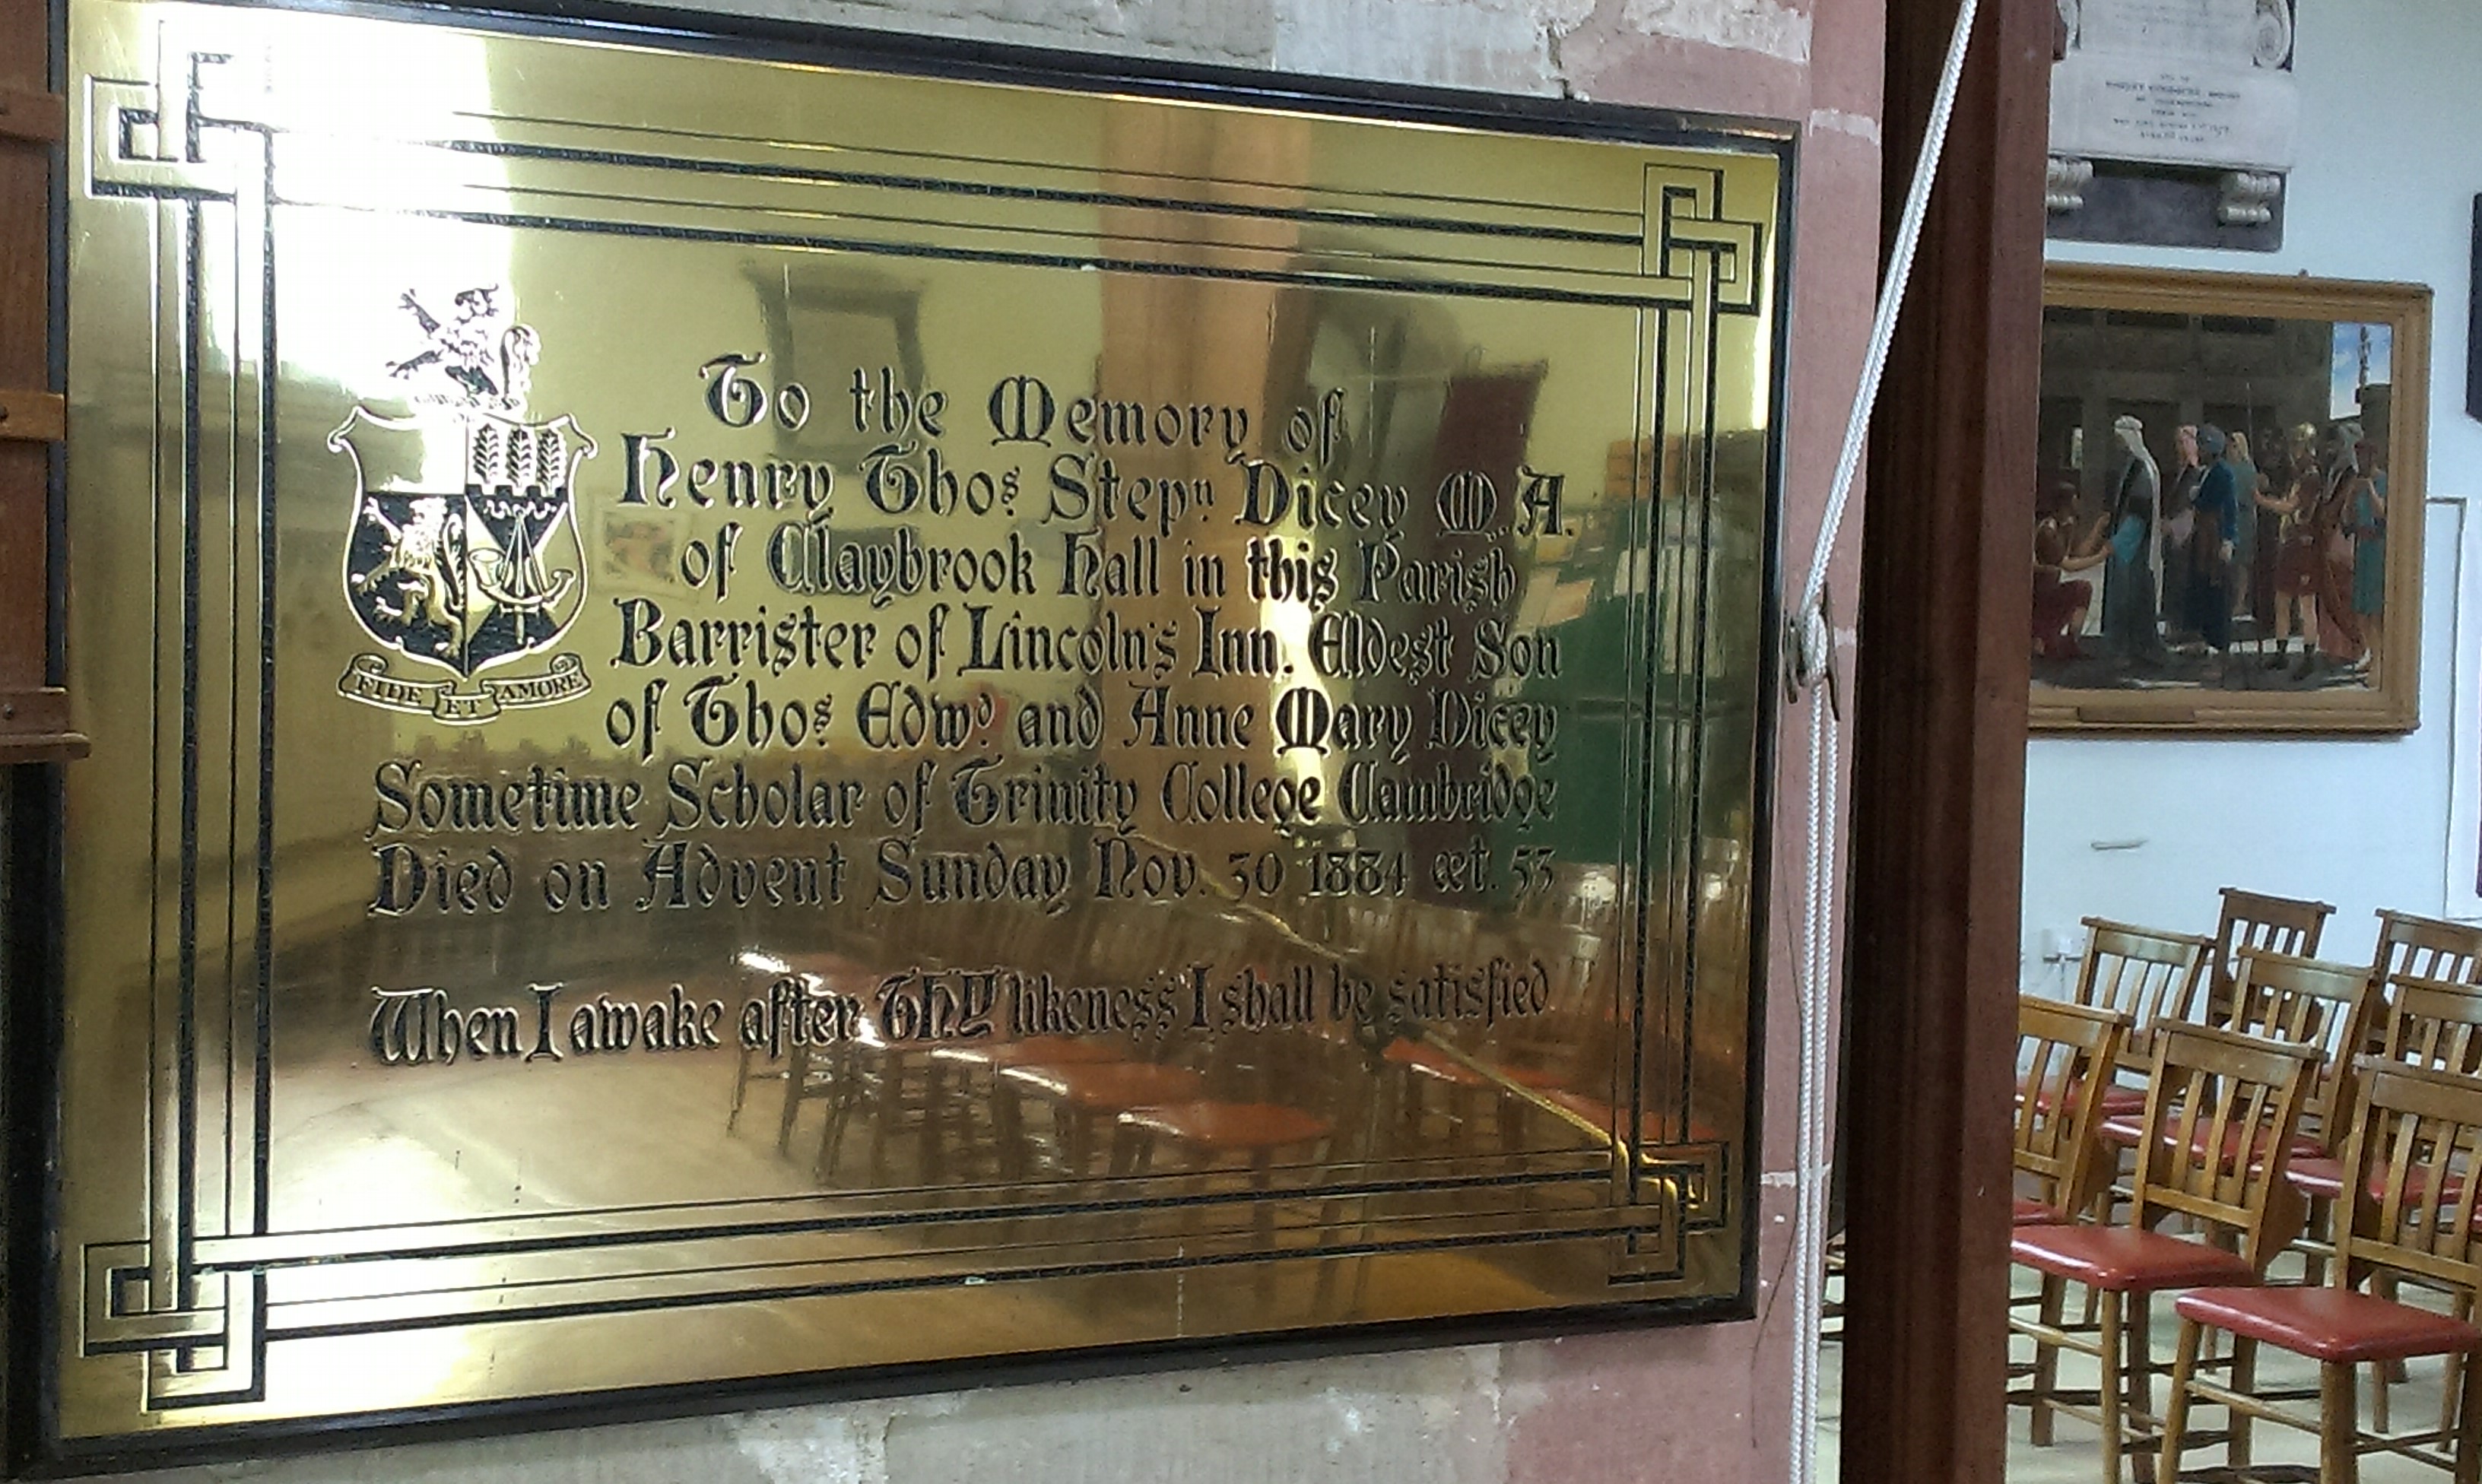 To the Memory of
Henry Thos. Stepn Dicey M.A.
of Claybrook Hall in this Parish
Barrister of Lincoln's Inn. Eldest Son
of Thos. Edwd. and Anne Mary Dicey
Sometime Scholar of Trinity College Cambridge
Died on Advent Sunday Nov. 30 1884 æt. 53
When I awake after THY likeness I shall be satisfied
FIDE ET AMORE